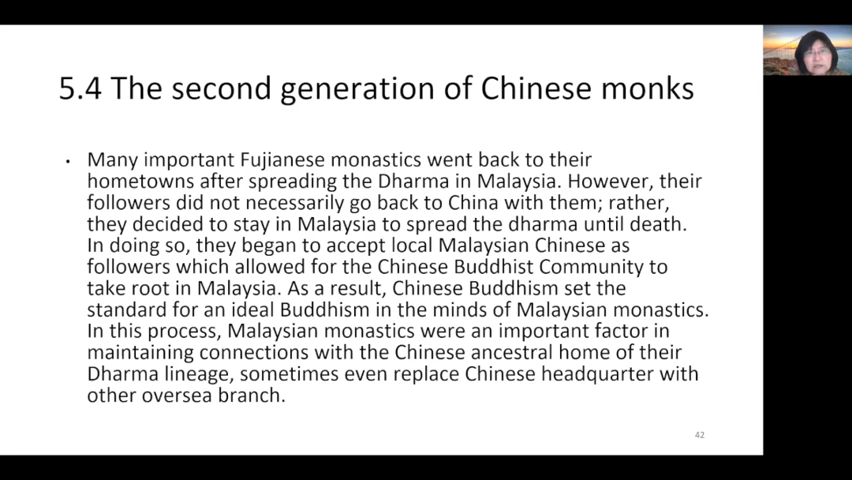 5.4 The second generation of Chinese monks
• Many important Fujianese monastics went back to their
hometowns after spreading the Dharma in Malaysia. However, their
followers did not necessarily go back to China with them; rather,
they decided to stay in Malaysia to spread the dharma until death.
In doing so, they began to accept local Malaysian Chinese as
followers which allowed for the Chinese Buddhist Community to
take root in Malaysia. As a result, Chinese Buddhism set the
standard for an ideal Buddhism in the minds of Malaysian monastics.
In this process, Malaysian monastics were an important factor in
maintaining connections with the Chinese ancestral home of their
Dharma lineage, sometimes even replace Chinese headquarter with
other oversea branch.
42